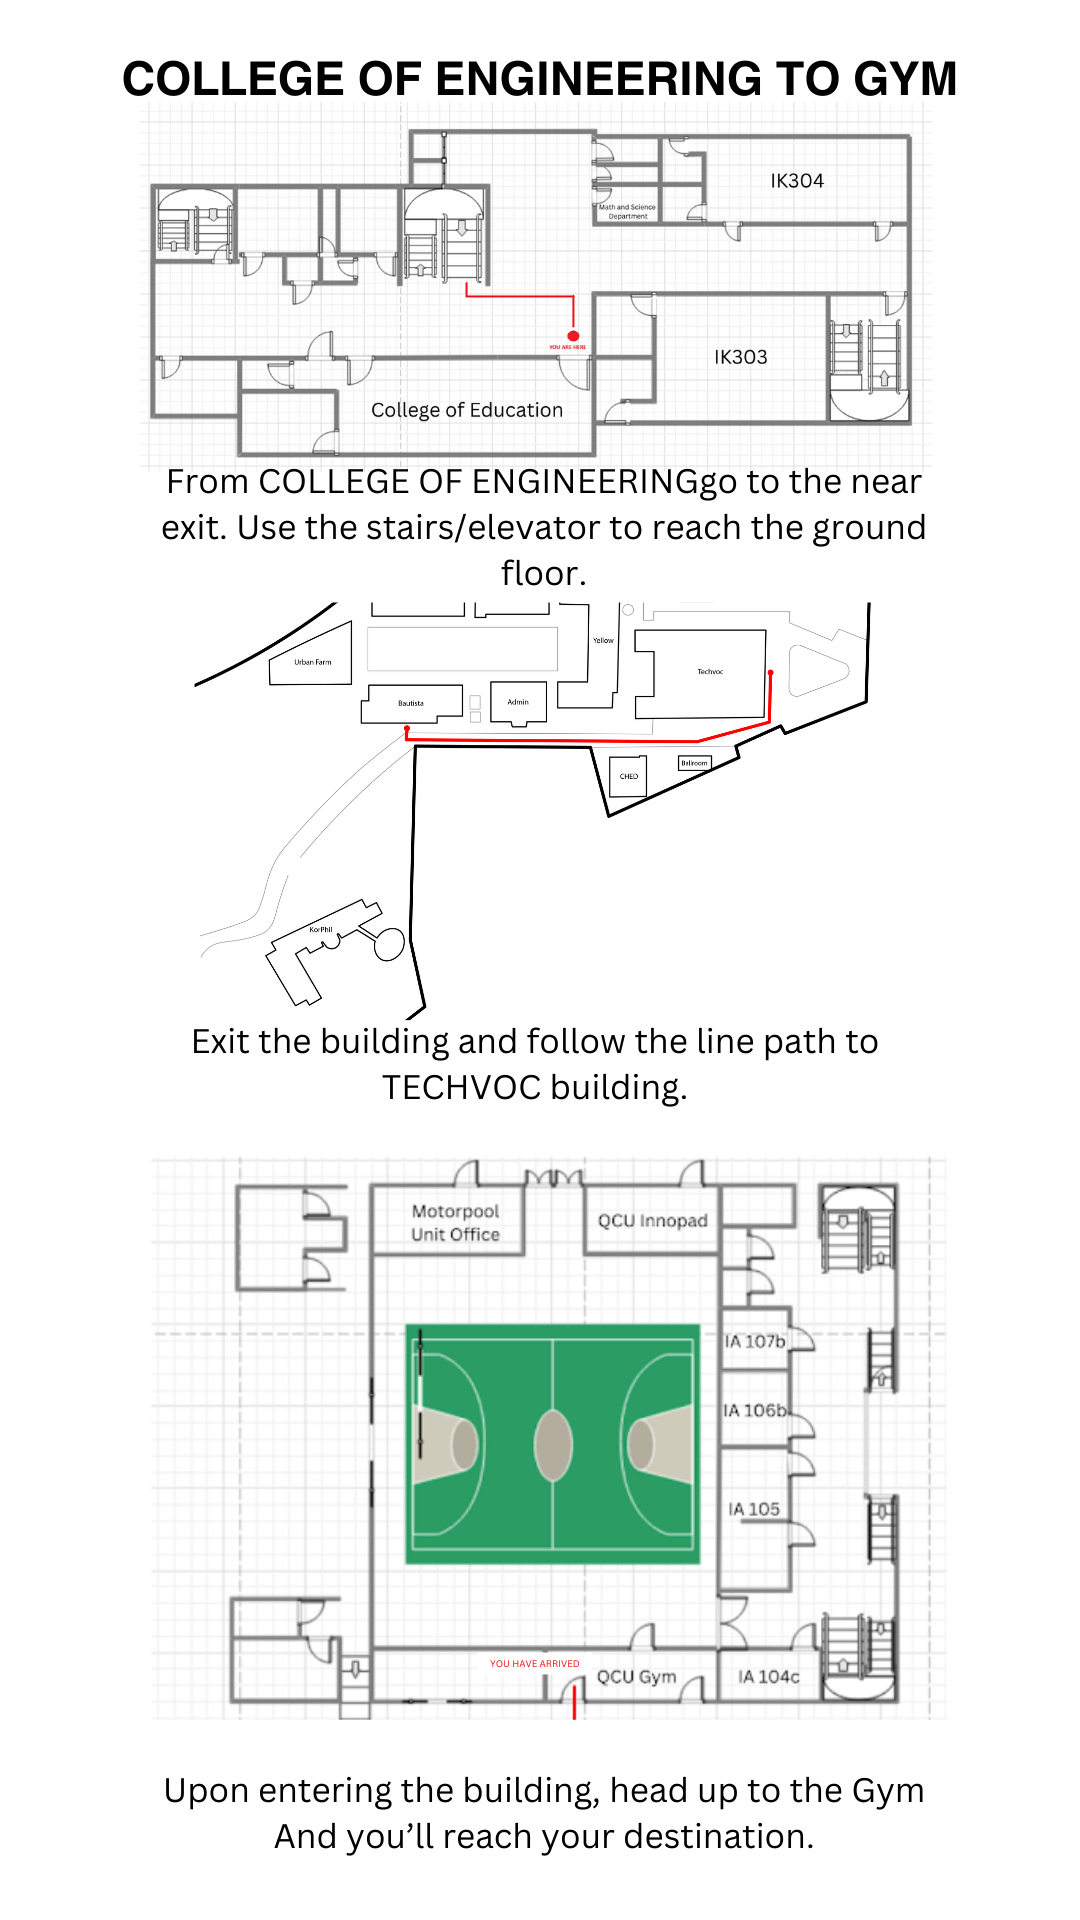 COLLEGE OF ENGINEERING TO GYM
IK304
Math and Science
Department
YOU ARE HERE
IK303
College of Education
From COLLEGE OF ENGINEERINGgo to the near
exit. Use the stairs/elevator to reach the ground
floor.
Yellow
Urban Farm
Techvoc
Bautista
Admin
CHED
Ballroom
KorPhil
Exit the building and follow the line path to
TECHVOC building.
Motorpool
Unit Office
QCU Innopad
IA 107b
IA 106b
IA 105
YOU HAVE ARRIVED
QCU Gym
IA 104c
Upon entering the building, head up to the Gym
And you’ll reach your destination.